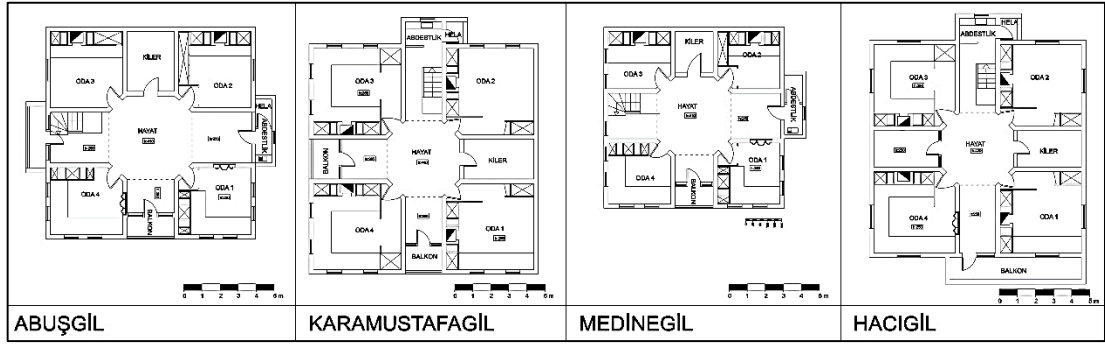 ODA 3
KİLER
ODA 2
HELA
ABDESTLİK
HAYAT
ODA 4
ODA 1
BALKON
0 1 2 3 4 5 m
ABUŞGİL
ABDESTLİK
HELA
ODA 3
ODA 2
HAYAT
BALKON
KİLER
ODA 4
ODA 1
BALKON
0 1 2 3 4 5 m
KARAMUSTAFAGİL
KİLER
ODA 3
ODA 2
ABDESTLİK
HAYAT
ODA 1
ODA 4
BALKON
0 1 2 3 4 5 m
MEDİNEGİL
HELA
ABDESTLİK
ODA 3
ODA 2
HAYAT
KİLER
ODA 4
ODA 1
BALKON
0 1 2 3 4 5 m
HACIGİL